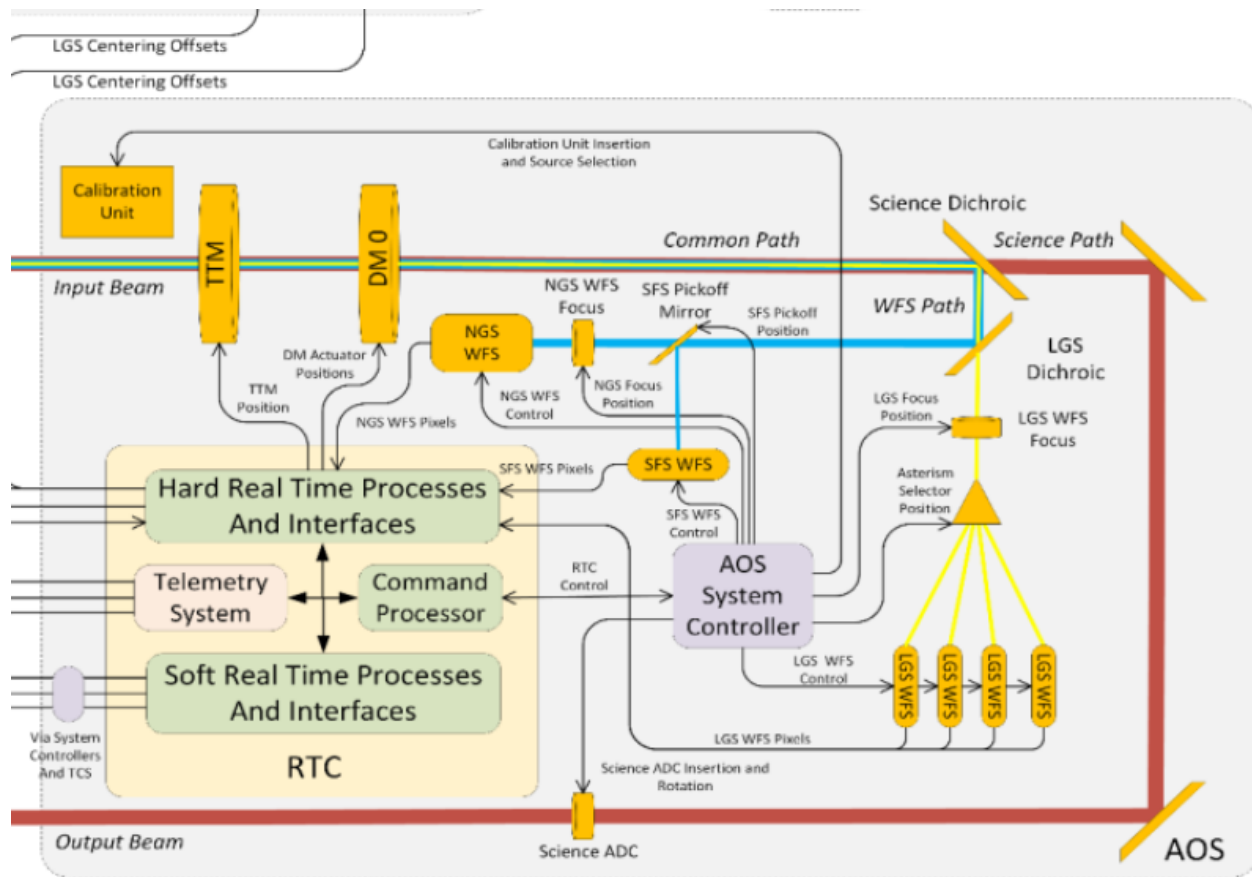 LGS Centering Offsets
LGS Centering Offsets
Calibration Unit Insertion
and Source Selection
Calibration
Unit
TTM
DM 0
Science Dichroic
Common Path
Science Path
Input Beam
NGS WFS
Focus
SFS Pickoff
Mirror
SFS Pickoff
Position
WFS Path
NGS
WFS
LGS
Dichroic
DM Actuator
Positions
TTM
Position
NGS WFS Pixels
NGS WFS
Control
NGS Focus
Position
LGS Focus
Position
LGS WFS
Focus
SFS WFS Pixels
SFS WFS
Asterism
Selector
Position
Hard Real Time Processes
And Interfaces
SFS WFS
Control
AOS
System
Controller
RTC
Control
Telemetry
System
Command
Processor
LGS WFS
Control
LGS WFS
LGS WFS
LGS WFS
LGS WFS
Soft Real Time Processes
And Interfaces
Via System
Controllers
And TCS
RTC
LGS WFS Pixels
Science ADC Insertion and
Rotation
Output Beam
Science ADC
AOS